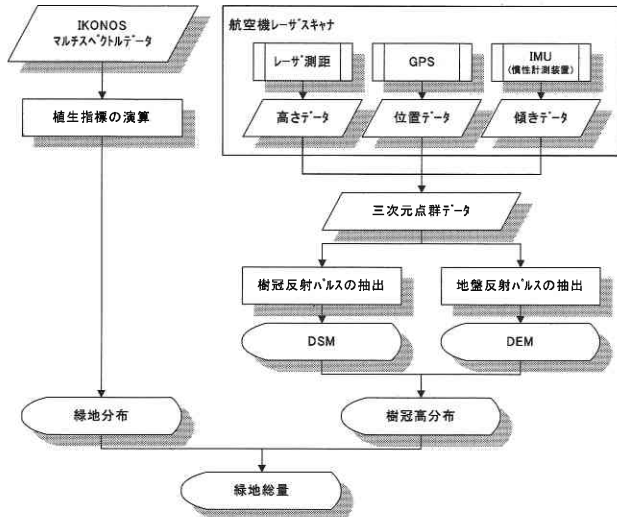 IKONOS
マルチスペクトルデータ
植生指標の演算
航空機レーザスキャナ
レーザ測距
GPS
IMU
(慣性計測装置)
高さデータ
位置データ
傾きデータ
三次元点群データ
樹冠反射パルスの抽出
地盤反射パルスの抽出
DSM
DEM
緑地分布
樹冠高分布
緑地総量